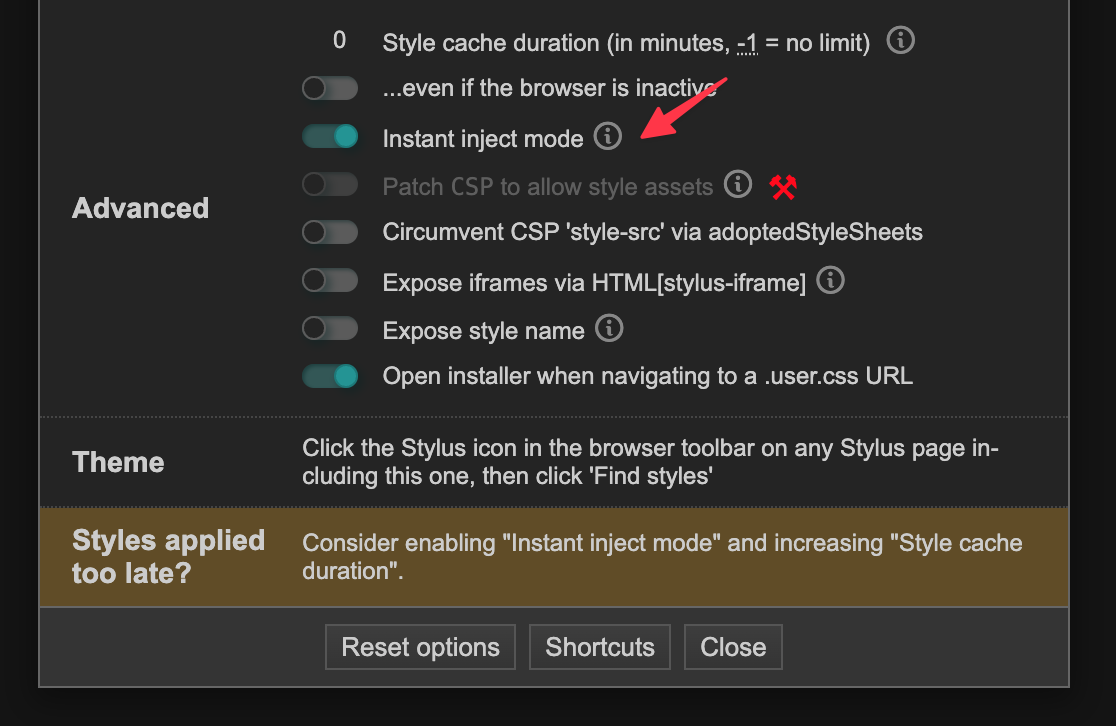 0 Style cache duration (in minutes, -1 = no limit)
...even if the browser is inactive
Instant inject mode
Patch CSP to allow style assets
Advanced
Circumvent CSP 'style-src' via adoptedStyleSheets
Expose iframes via HTML[stylus-iframe]
Expose style name
Open installer when navigating to a .user.css URL
Theme
Click the Stylus icon in the browser toolbar on any Stylus page in-
cluding this one, then click 'Find styles'
Styles applied
too late?
Consider enabling "Instant inject mode" and increasing "Style cache
duration".
Reset options Shortcuts Close